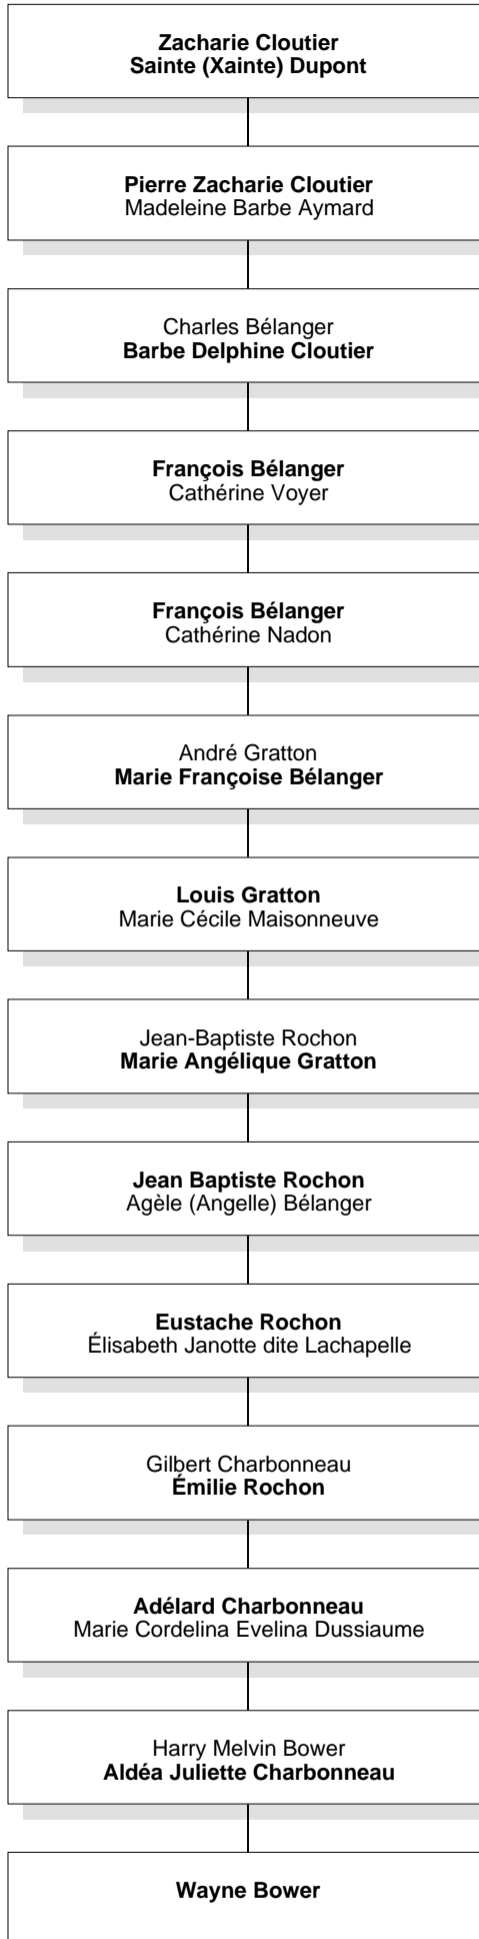 Zacharie Cloutier
Sainte (Xainte) Dupont
Pierre Zacharie Cloutier
Madeleine Barbe Aymard
Charles Bélanger
Barbe Delphine Cloutier
François Bélanger
Cathérine Voyer
François Bélanger
Cathérine Nadon
André Gratton
Marie Françoise Bélanger
Louis Gratton
Marie Cécile Maisonneuve
Jean-Baptiste Rochon
Marie Angélique Gratton
Jean Baptiste Rochon
Agèle (Angelle) Bélanger
Eustache Rochon
Élisabeth Janotte dite Lachapelle
Gilbert Charbonneau
Émilie Rochon
Adélard Charbonneau
Marie Cordelina Evelina Dussiaume
Harry Melvin Bower
Aldéa Juliette Charbonneau
Wayne Bower